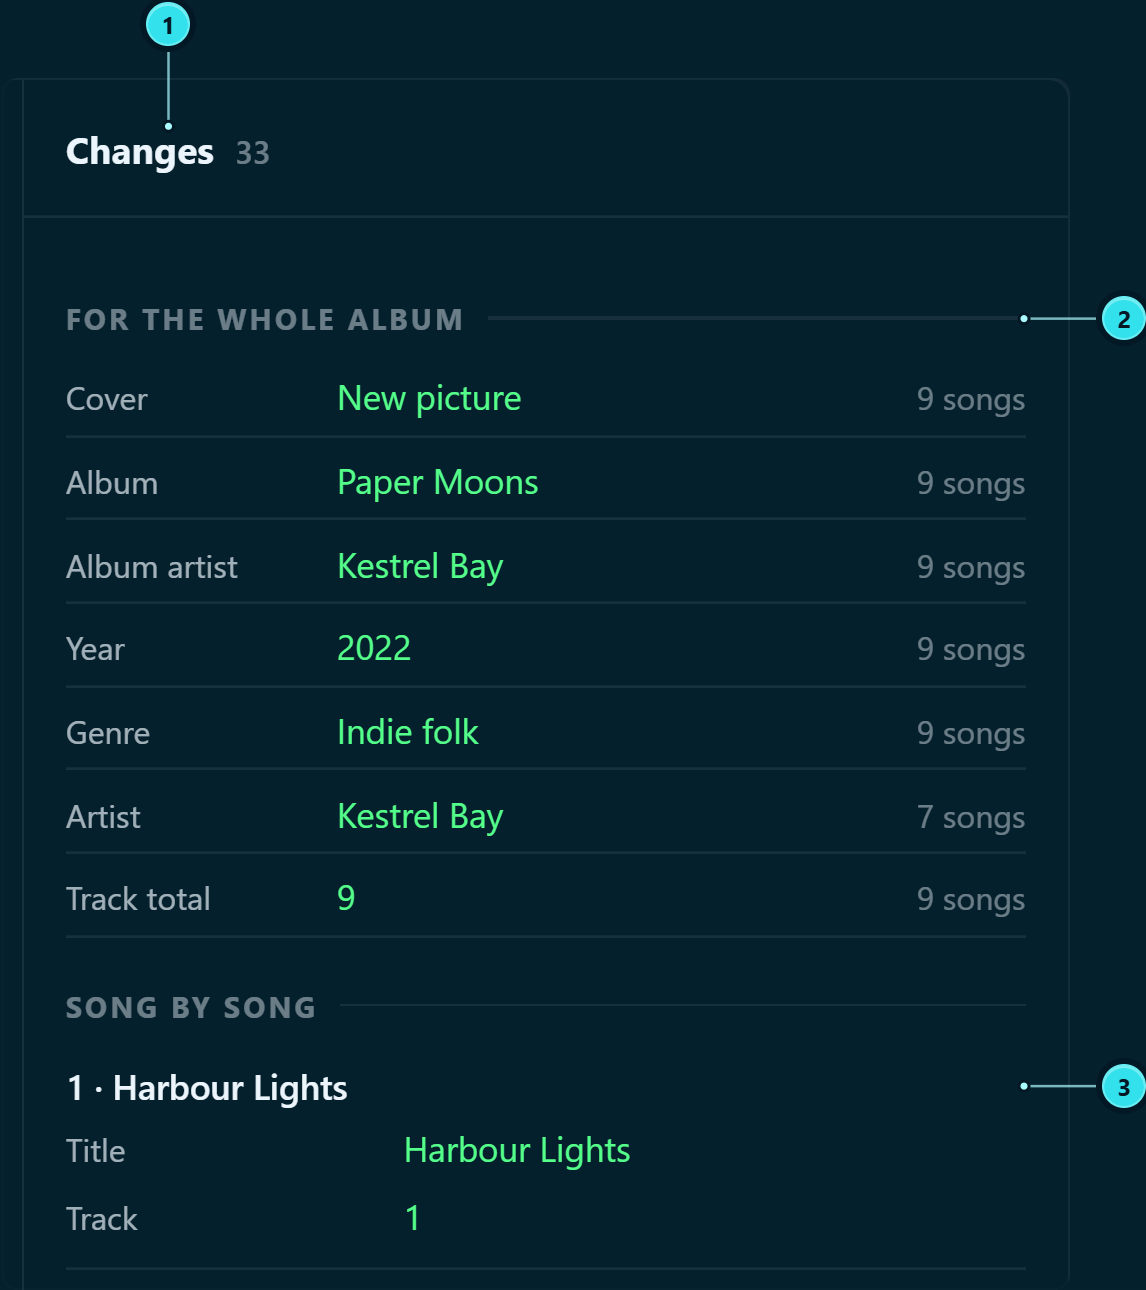 1
Changes 33
FOR THE WHOLE ALBUM
2
Cover New picture 9 songs
Album Paper Moons 9 songs
Album artist Kestrel Bay 9 songs
Year 2022 9 songs
Genre Indie folk 9 songs
Artist Kestrel Bay 7 songs
Track total 9 9 songs
SONG BY SONG
1 · Harbour Lights
3
Title Harbour Lights
Track 1